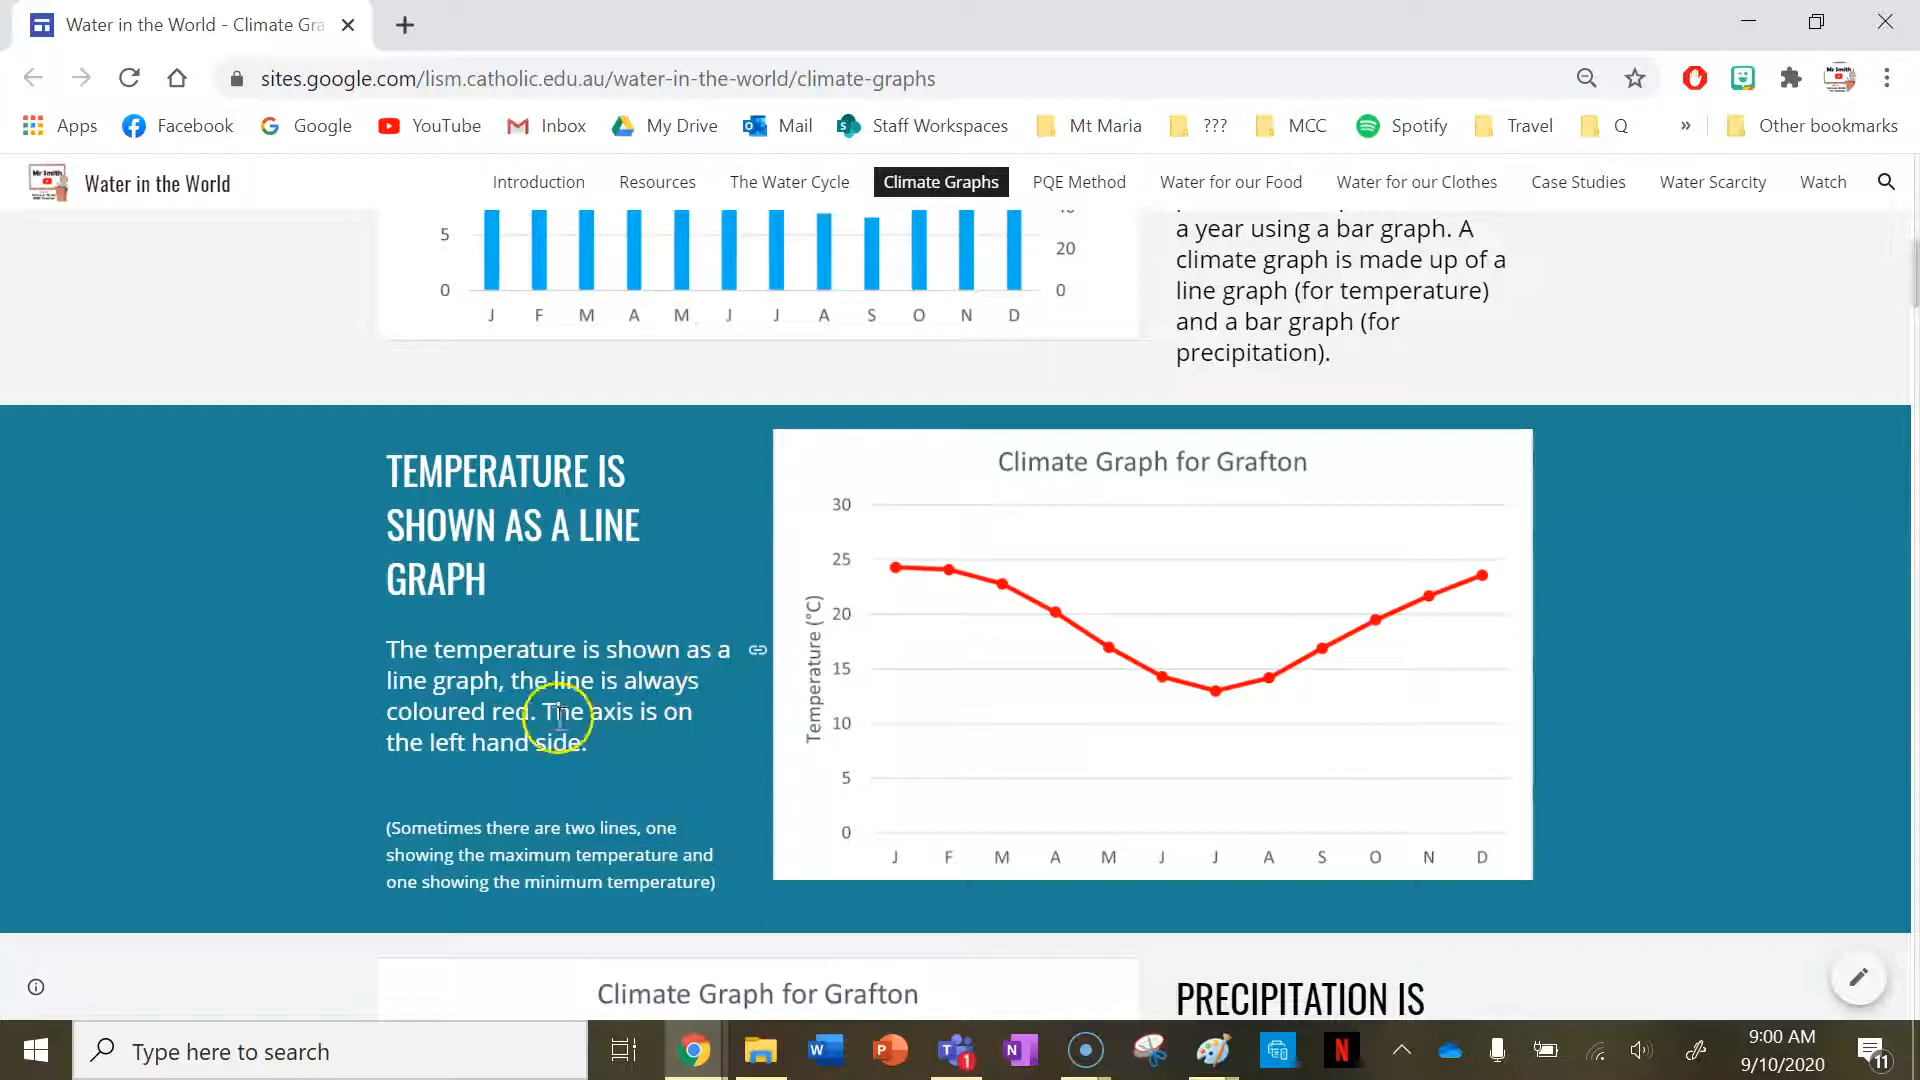 Water in the World - Climate Gra
sites.google.com/lism.catholic.edu.au/water-in-the-world/climate-graphs
Apps Facebook Google YouTube Inbox My Drive Mail Staff Workspaces Mt Maria ??? MCC Spotify Travel Q » Other bookmarks
Water in the World Introduction Resources The Water Cycle Climate Graphs PQE Method Water for our Food Water for our Clothes Case Studies Water Scarcity Watch
5
20
0
0
J F M A M J J A S O N D
a year using a bar graph. A
climate graph is made up of a
line graph (for temperature)
and a bar graph (for
precipitation).
TEMPERATURE IS
SHOWN AS A LINE
GRAPH
The temperature is shown as a
line graph, the line is always
coloured red. The axis is on
the left hand side.
(Sometimes there are two lines, one
showing the maximum temperature and
one showing the minimum temperature)
Climate Graph for Grafton
30
25
20
15
10
5
0
Temperature (°C)
J F M A M J J A S O N D
Climate Graph for Grafton
PRECIPITATION IS
Type here to search
9:00 AM
9/10/2020
11
1